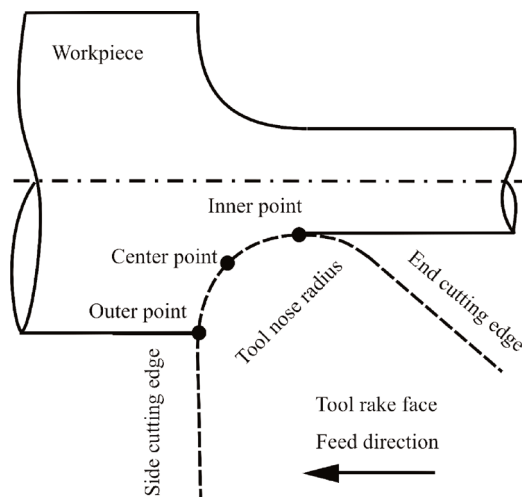 Workpiece
Inner point
Center point
Outer point
Tool nose radius
End cutting edge
Side cutting edge
Tool rake face
Feed direction